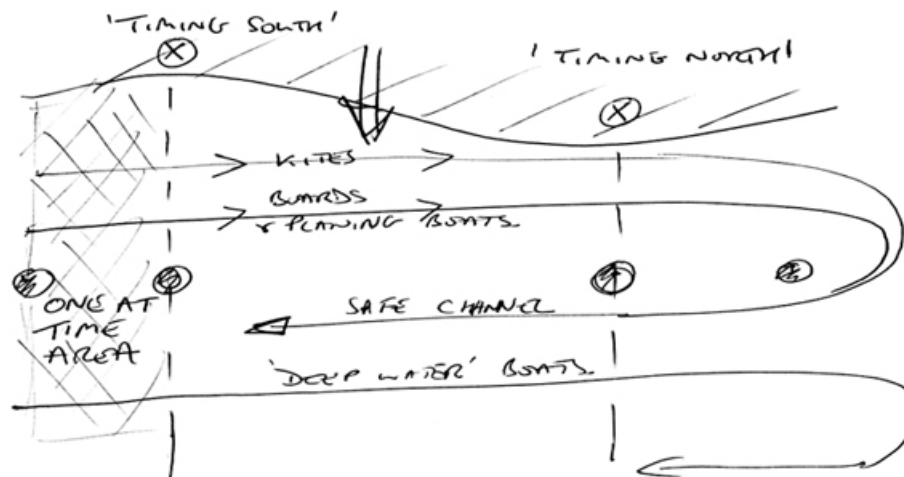 'TIMING SOUTH'
'TIMING NORTH'
KITES
BOARDS
& PLANING BOATS
ONE AT
TIME
AREA
SAFE CHANNEL
'DEEP WATER' BOATS